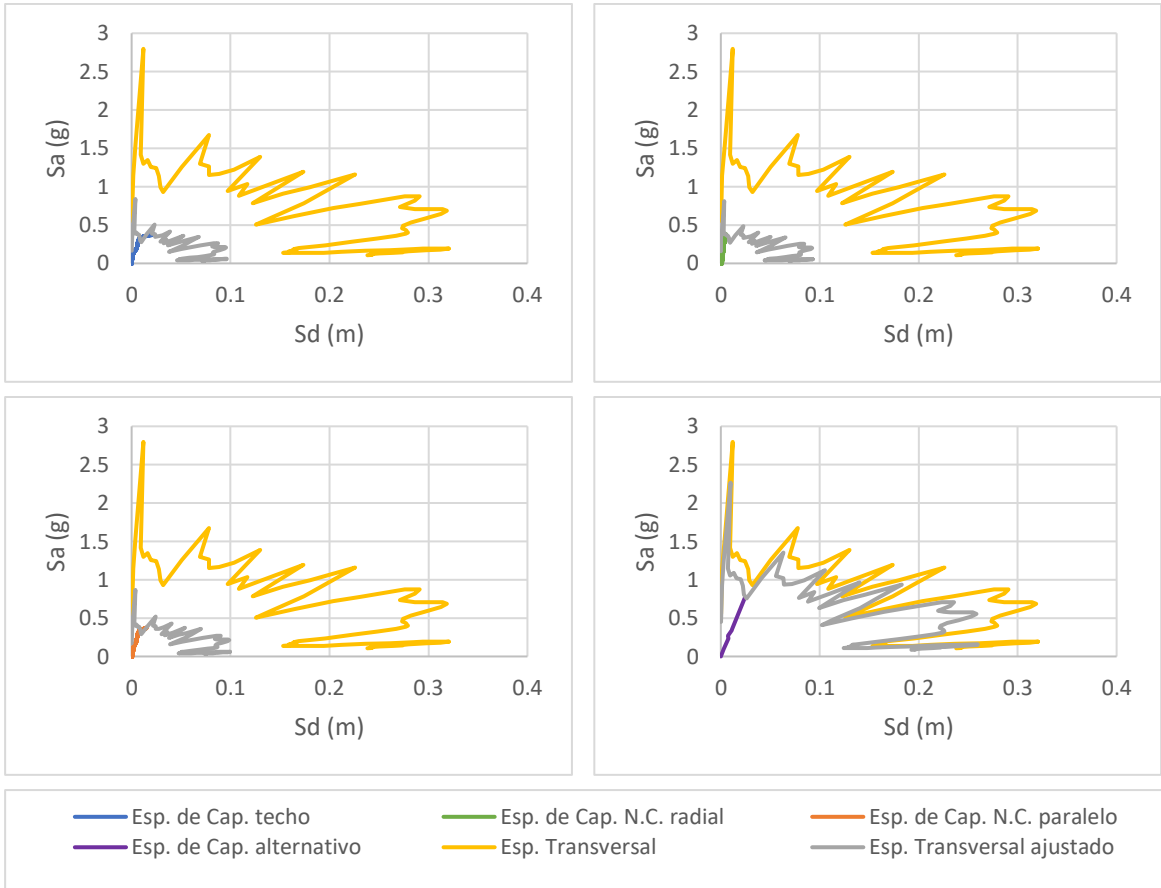 3
2.5
2
1.5
1
0.5
0
Sa (g)
0 0.1 0.2 0.3 0.4
Sd (m)
3
2.5
2
1.5
1
0.5
0
Sa (g)
0 0.1 0.2 0.3 0.4
Sd (m)
3
2.5
2
1.5
1
0.5
0
Sa (g)
0 0.1 0.2 0.3 0.4
Sd (m)
3
2.5
2
1.5
1
0.5
0
Sa (g)
0 0.1 0.2 0.3 0.4
Sd (m)
Esp. de Cap. techo Esp. de Cap. N.C. radial Esp. de Cap. N.C. paralelo
Esp. de Cap. alternativo Esp. Transversal Esp. Transversal ajustado